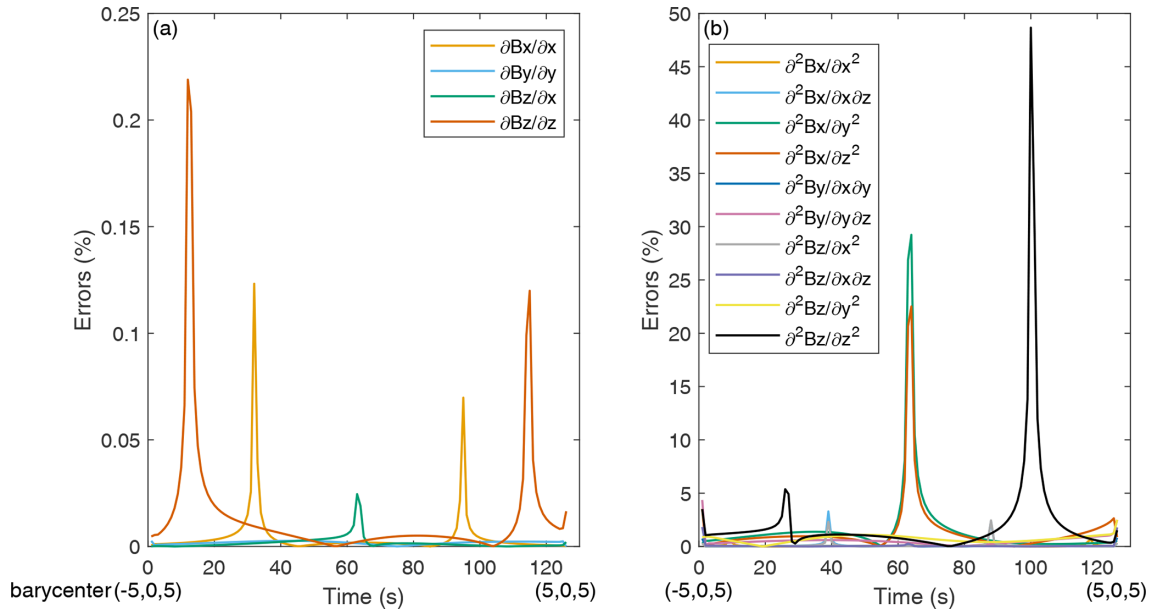 (a)
0.25
0.2
0.15
0.1
0.05
0
Errors (%)
∂Bx/∂x
∂By/∂y
∂Bz/∂x
∂Bz/∂z
0 20 40 60 80 100 120
barycenter (-5,0,5) Time (s) (5,0,5)
(b)
50
45
40
35
30
25
20
15
10
5
0
Errors (%)
∂²Bx/∂x²
∂²Bx/∂x∂z
∂²Bx/∂y²
∂²Bx/∂z²
∂²By/∂x∂y
∂²By/∂y∂z
∂²Bz/∂x²
∂²Bz/∂x∂z
∂²Bz/∂y²
∂²Bz/∂z²
0 20 40 60 80 100 120
(-5,0,5) Time (s) (5,0,5)